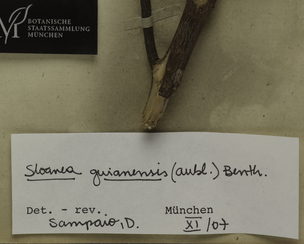 BOTANISCHE
STAATSSAMMLUNG
MÜNCHEN
Sloanea guianensis (Aubl.) Benth.
Det. - rev. München
Sampaio, D. XI/07